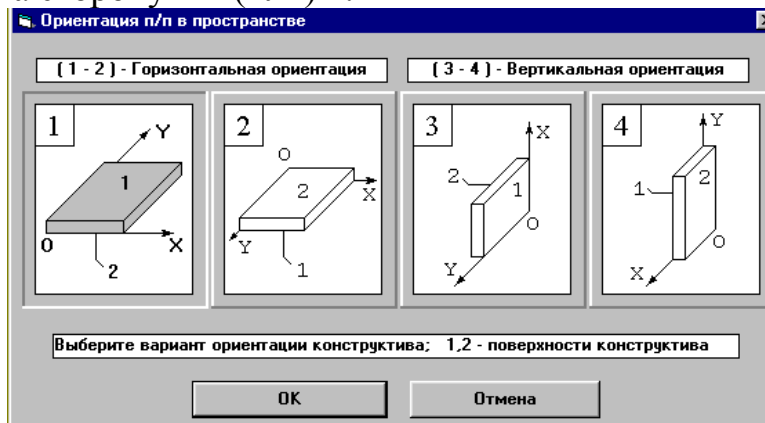 Ориентация п/п в пространстве
( 1 - 2 ) - Горизонтальная ориентация
( 3 - 4 ) - Вертикальная ориентация
1
Y
1
O
X
2
2
O
2
X
Y
1
3
X
2
1
O
Y
4
Y
1
2
O
X
Выберите вариант ориентации конструктива; 1,2 - поверхности конструктива
OK
Отмена